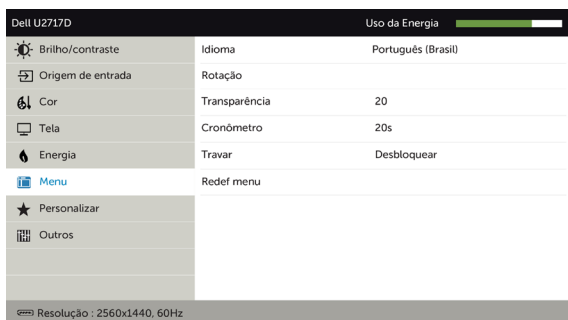 Dell U2717D Uso da Energia
Brilho/contraste Idioma Português (Brasil)
Origem de entrada Rotação
Cor Transparência 20
Tela Cronômetro 20s
Energia Travar Desbloquear
Menu Redef menu
Personalizar
Outros
Resolução : 2560x1440, 60Hz